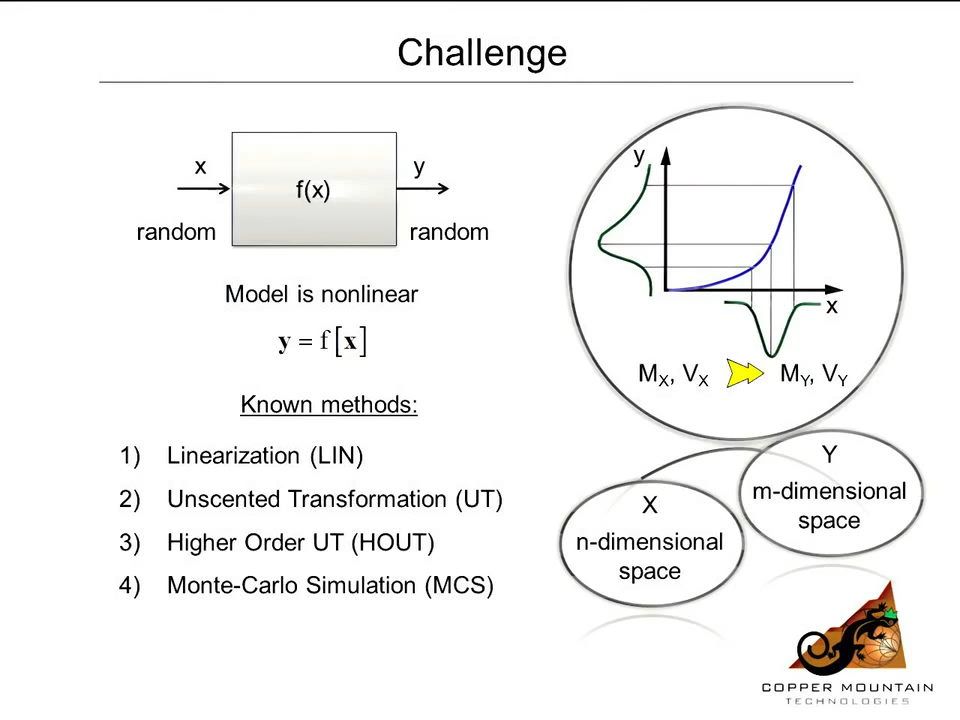 Challenge
x
f(x)
y
random
random
Model is nonlinear
y = f [x]
Known methods:
1) Linearization (LIN)
2) Unscented Transformation (UT)
3) Higher Order UT (HOUT)
4) Monte-Carlo Simulation (MCS)
y
x
M_X, V_X M_Y, V_Y
X
n-dimensional
space
Y
m-dimensional
space
COPPER MOUNTAIN
TECHNOLOGIES